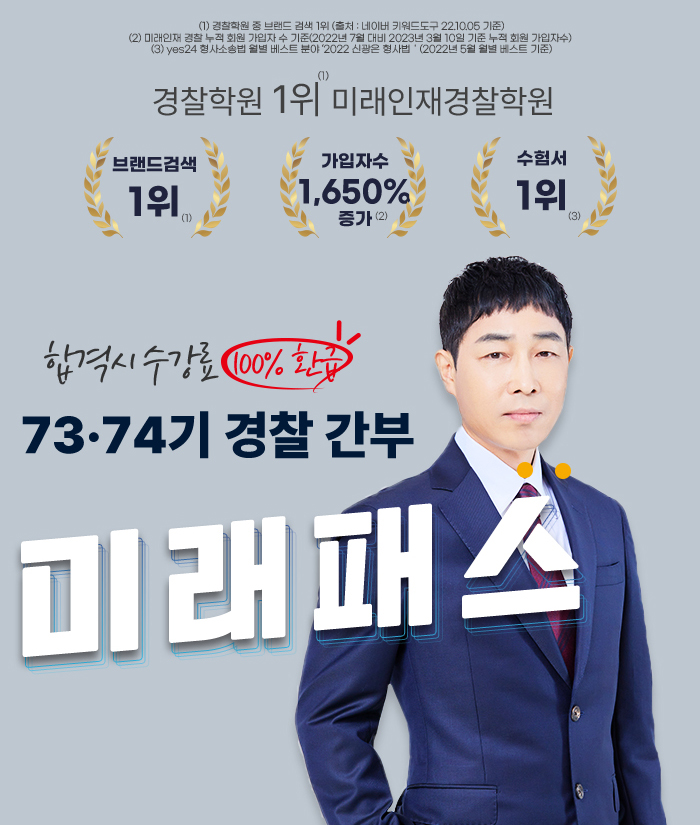 (1) 경찰학원 중 브랜드 검색 1위 (출처 : 네이버 키워드도구 22.10.05 기준)
(2) 미래인재 경찰 누적 회원 가입자 수 기준(2022년 7월 대비 2023년 3월 10일 기준 누적 회원 가입자수)
(3) yes24 형사소송법 월별 베스트 분야 '2022 신광은 형사법 ' (2022년 5월 월별 베스트 기준)
경찰학원 1위(1) 미래인재경찰학원
브랜드검색
1위(1)
가입자수
1,650%
증가(2)
수험서
1위(3)
합격시 수강료 100% 환급
73·74기 경찰 간부
미래패스